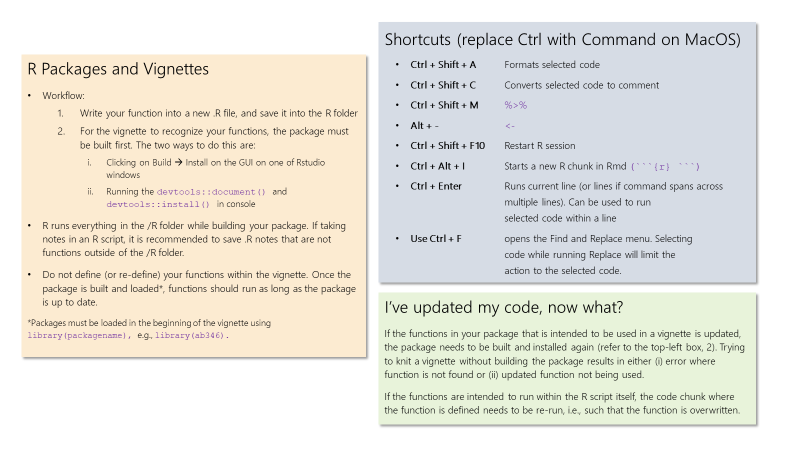 R Packages and Vignettes
• Workflow:
1. Write your function into a new .R file, and save it into the R folder
2. For the vignette to recognize your functions, the package must
be built first. The two ways to do this are:
i. Clicking on Build → Install on the GUI on one of Rstudio
windows
ii. Running the devtools::document() and
devtools::install() in console
• R runs everything in the /R folder while building your package. If taking
notes in an R script, it is recommended to save .R notes that are not
functions outside of the /R folder.
• Do not define (or re-define) your functions within the vignette. Once the
package is built and loaded*, functions should run as long as the package
is up to date.
*Packages must be loaded in the beginning of the vignette using
library(packagename), e.g., library(ab346).
Shortcuts (replace Ctrl with Command on MacOS)
• Ctrl + Shift + A Formats selected code
• Ctrl + Shift + C Converts selected code to comment
• Ctrl + Shift + M %>%
• Alt + - <-
• Ctrl + Shift + F10 Restart R session
• Ctrl + Alt + I Starts a new R chunk in Rmd (```{r} ```)
• Ctrl + Enter Runs current line (or lines if command spans across
multiple lines). Can be used to run
selected code within a line
• Use Ctrl + F opens the Find and Replace menu. Selecting
code while running Replace will limit the
action to the selected code.
I've updated my code, now what?
If the functions in your package that is intended to be used in a vignette is updated,
the package needs to be built and installed again (refer to the top-left box, 2). Trying
to knit a vignette without building the package results in either (i) error where
function is not found or (ii) updated function not being used.
If the functions are intended to run within the R script itself, the code chunk where
the function is defined needs to be re-run, i.e., such that the function is overwritten.